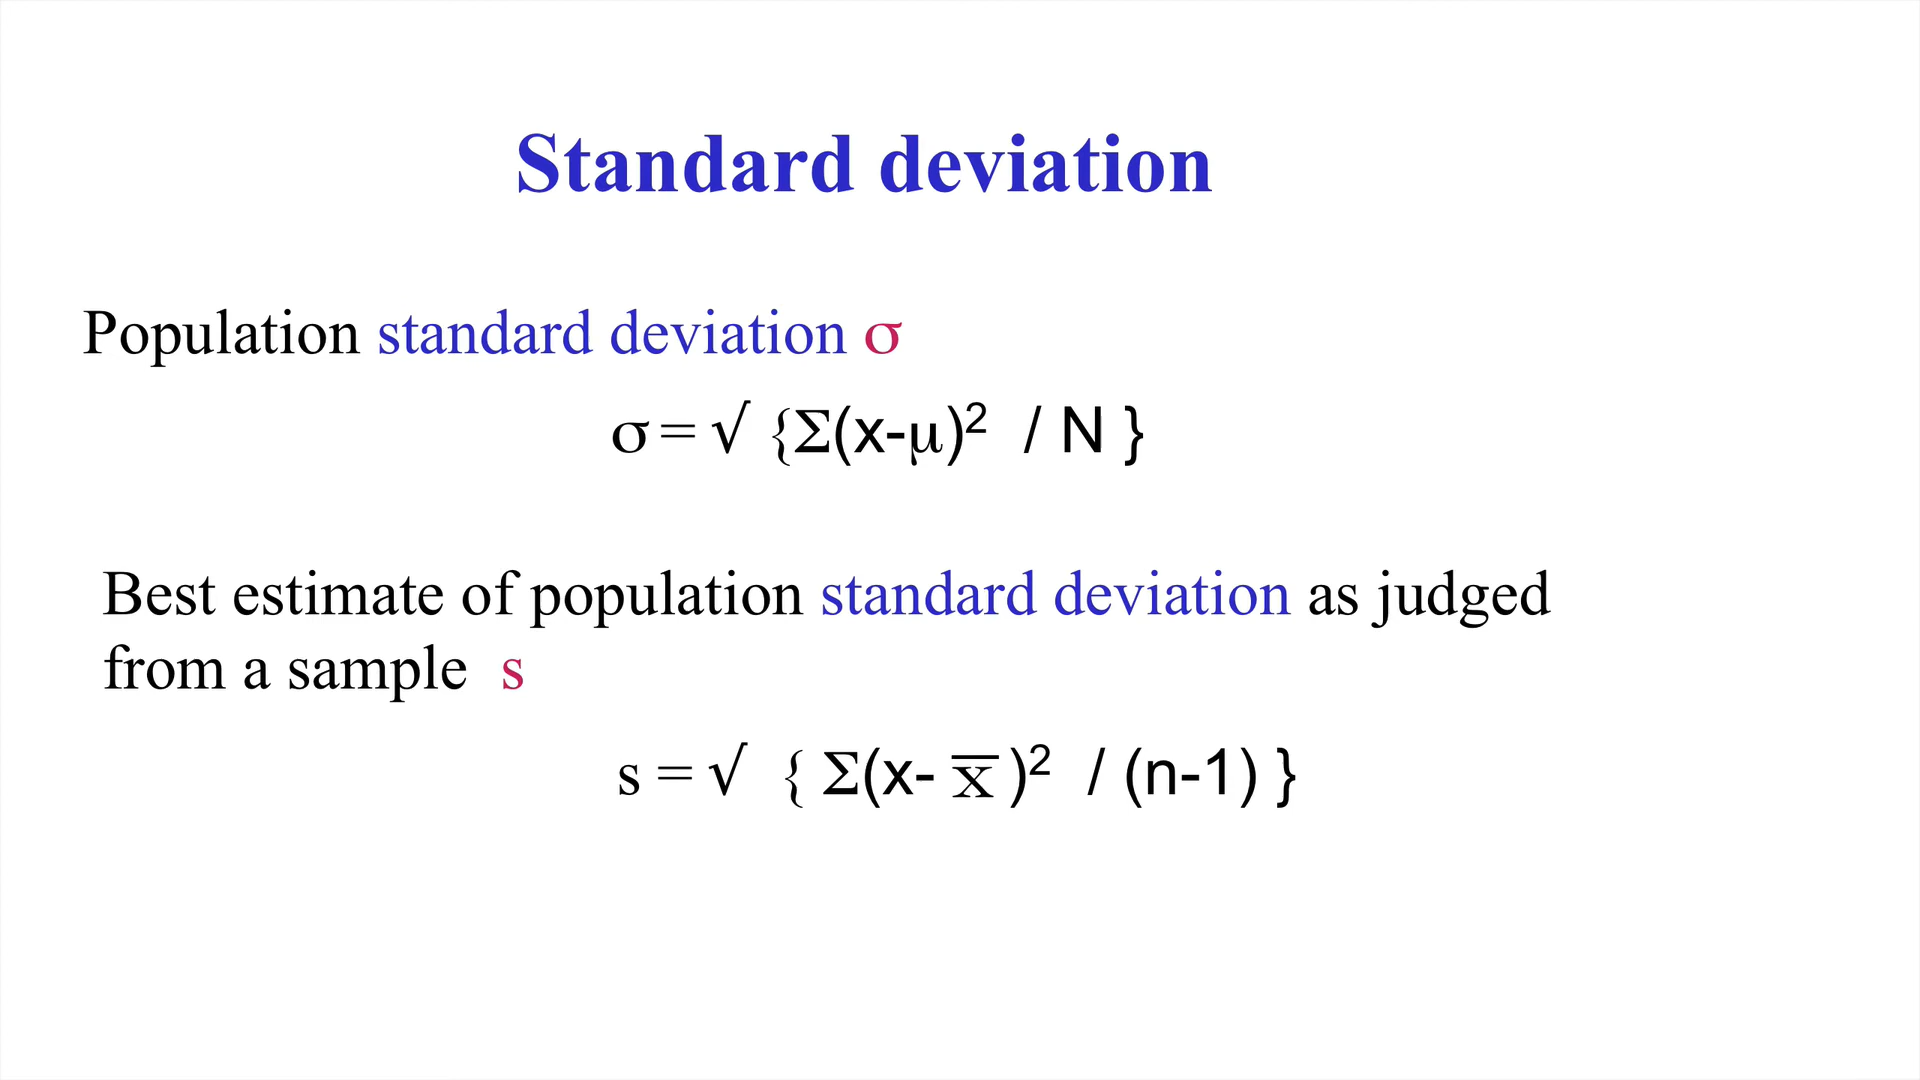 Standard deviation
Population standard deviation σ
σ = √ {Σ(x-μ)² / N }
Best estimate of population standard deviation as judged
from a sample s
s = √ { Σ(x- x̅ )² / (n-1) }